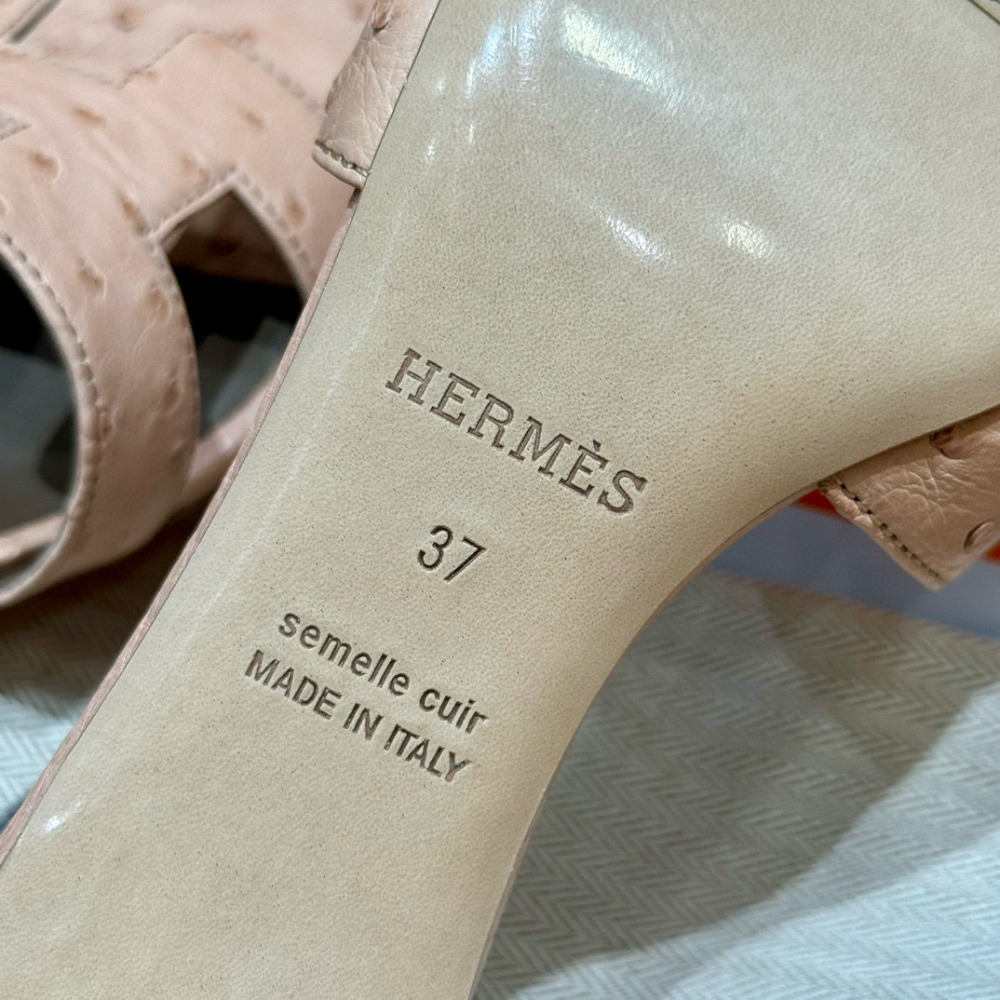 HERMÈS
37
semelle cuir
MADE IN ITALY